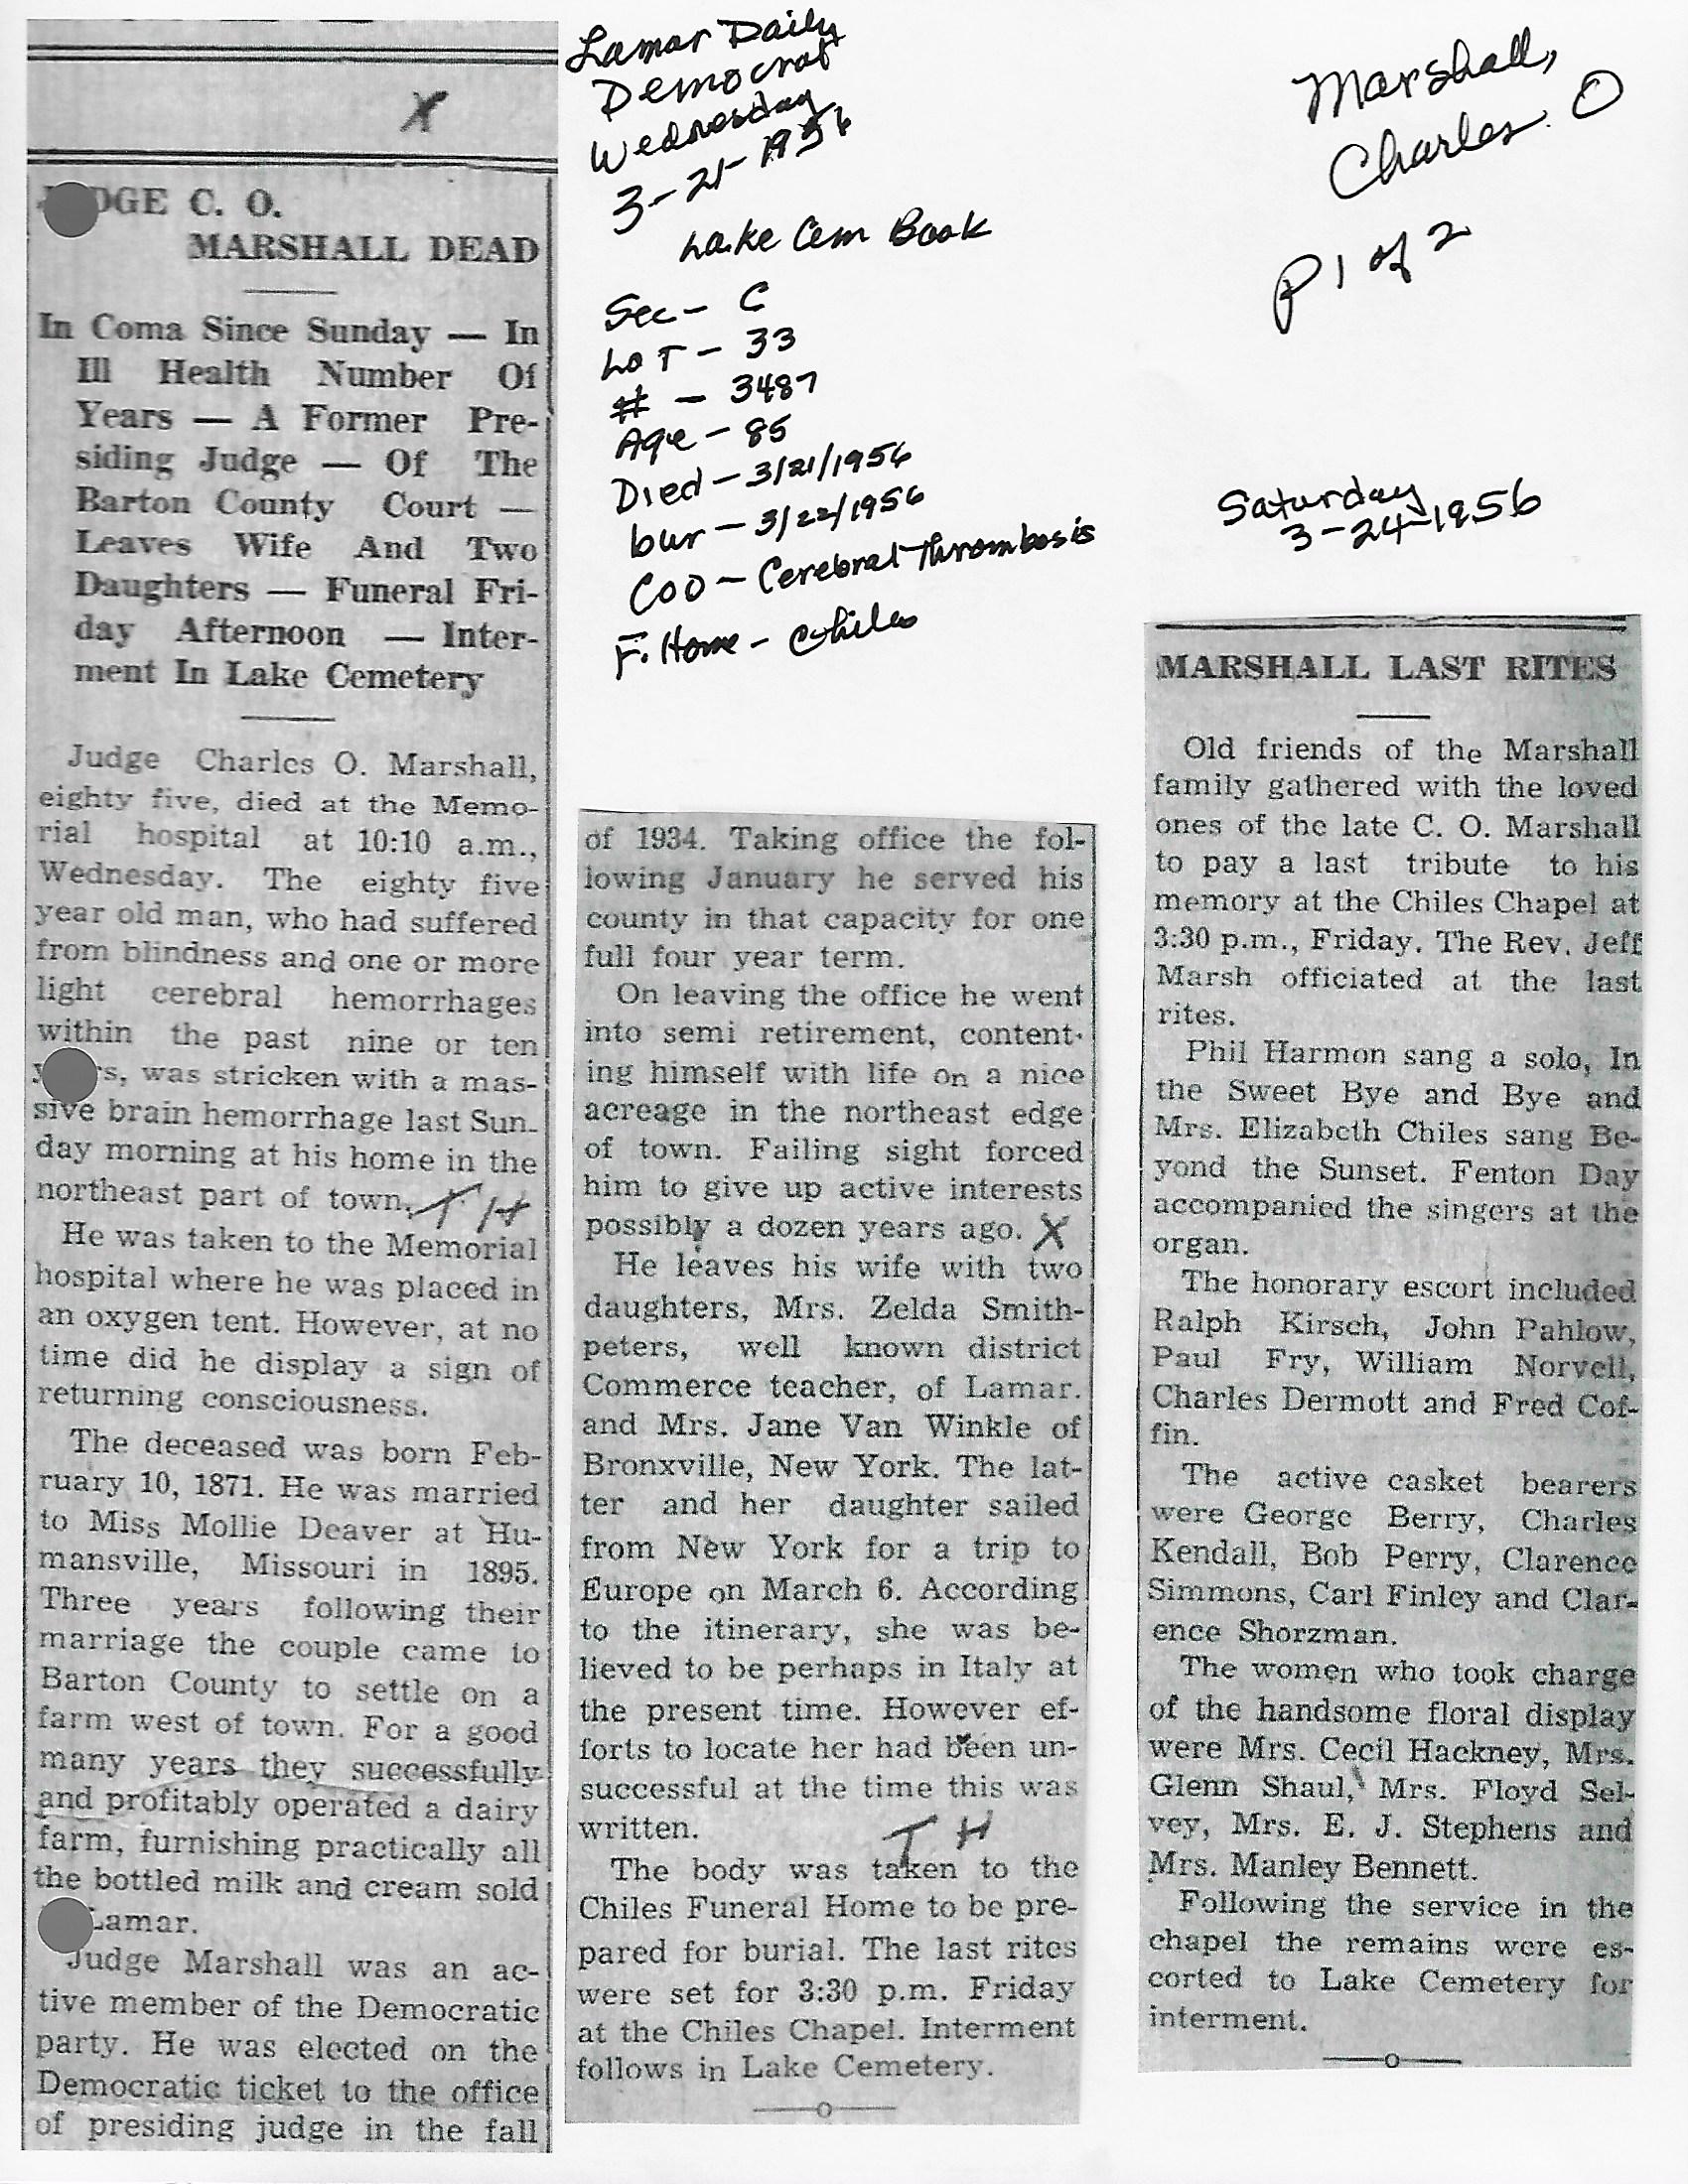 X
JUDGE C. O.
MARSHALL DEAD
In Coma Since Sunday — In
Ill Health Number Of
Years — A Former Pre-
siding Judge — Of The
Barton County Court —
Leaves Wife And Two
Daughters — Funeral Fri-
day Afternoon — Inter-
ment In Lake Cemetery
Judge Charles O. Marshall,
eighty five, died at the Memo-
rial hospital at 10:10 a.m.,
Wednesday. The eighty five
year old man, who had suffered
from blindness and one or more
light cerebral hemorrhages
within the past nine or ten
years, was stricken with a mas-
sive brain hemorrhage last Sun-
day morning at his home in the
northeast part of town. T H
He was taken to the Memorial
hospital where he was placed in
an oxygen tent. However, at no
time did he display a sign of
returning consciousness.
The deceased was born Feb-
ruary 10, 1871. He was married
to Miss Mollie Deaver at Hu-
mansville, Missouri in 1895.
Three years following their
marriage the couple came to
Barton County to settle on a
farm west of town. For a good
many years they successfully
and profitably operated a dairy
farm, furnishing practically all
the bottled milk and cream sold
Lamar.
Judge Marshall was an ac-
tive member of the Democratic
party. He was elected on the
Democratic ticket to the office
of presiding judge in the fall
Lamar Daily
Democrat
Wednesday
3-21-1956
Lake Cem Book
Sec - C
Lot - 33
# - 3487
Age - 85
Died - 3/21/1956
bur - 3/22/1956
COD - Cerebral Thrombosis
F. Home - Chiles
of 1934. Taking office the fol-
lowing January he served his
county in that capacity for one
full four year term.
On leaving the office he went
into semi retirement, content-
ing himself with life on a nice
acreage in the northeast edge
of town. Failing sight forced
him to give up active interests
possibly a dozen years ago. X
He leaves his wife with two
daughters, Mrs. Zelda Smith-
peters, well known district
Commerce teacher, of Lamar.
and Mrs. Jane Van Winkle of
Bronxville, New York. The lat-
ter and her daughter sailed
from New York for a trip to
Europe on March 6. According
to the itinerary, she was be-
lieved to be perhaps in Italy at
the present time. However ef-
forts to locate her had been un-
successful at the time this was
written.
T H
The body was taken to the
Chiles Funeral Home to be pre-
pared for burial. The last rites
were set for 3:30 p.m. Friday
at the Chiles Chapel. Interment
follows in Lake Cemetery.
Marshall,
Charles. O
P 1 of 2
Saturday
3-24-1956
MARSHALL LAST RITES
Old friends of the Marshall
family gathered with the loved
ones of the late C. O. Marshall
to pay a last tribute to his
memory at the Chiles Chapel at
3:30 p.m., Friday. The Rev. Jeff
Marsh officiated at the last
rites.
Phil Harmon sang a solo, In
the Sweet Bye and Bye and
Mrs. Elizabeth Chiles sang Be-
yond the Sunset. Fenton Day
accompanied the singers at the
organ.
The honorary escort included
Ralph Kirsch, John Pahlow,
Paul Fry, William Norvell,
Charles Dermott and Fred Cof-
fin.
The active casket bearers
were George Berry, Charles
Kendall, Bob Perry, Clarence
Simmons, Carl Finley and Clar-
ence Shorzman.
The women who took charge
of the handsome floral display
were Mrs. Cecil Hackney, Mrs.
Glenn Shaul, Mrs. Floyd Sel-
vey, Mrs. E. J. Stephens and
Mrs. Manley Bennett.
Following the service in the
chapel the remains were es-
corted to Lake Cemetery for
interment.